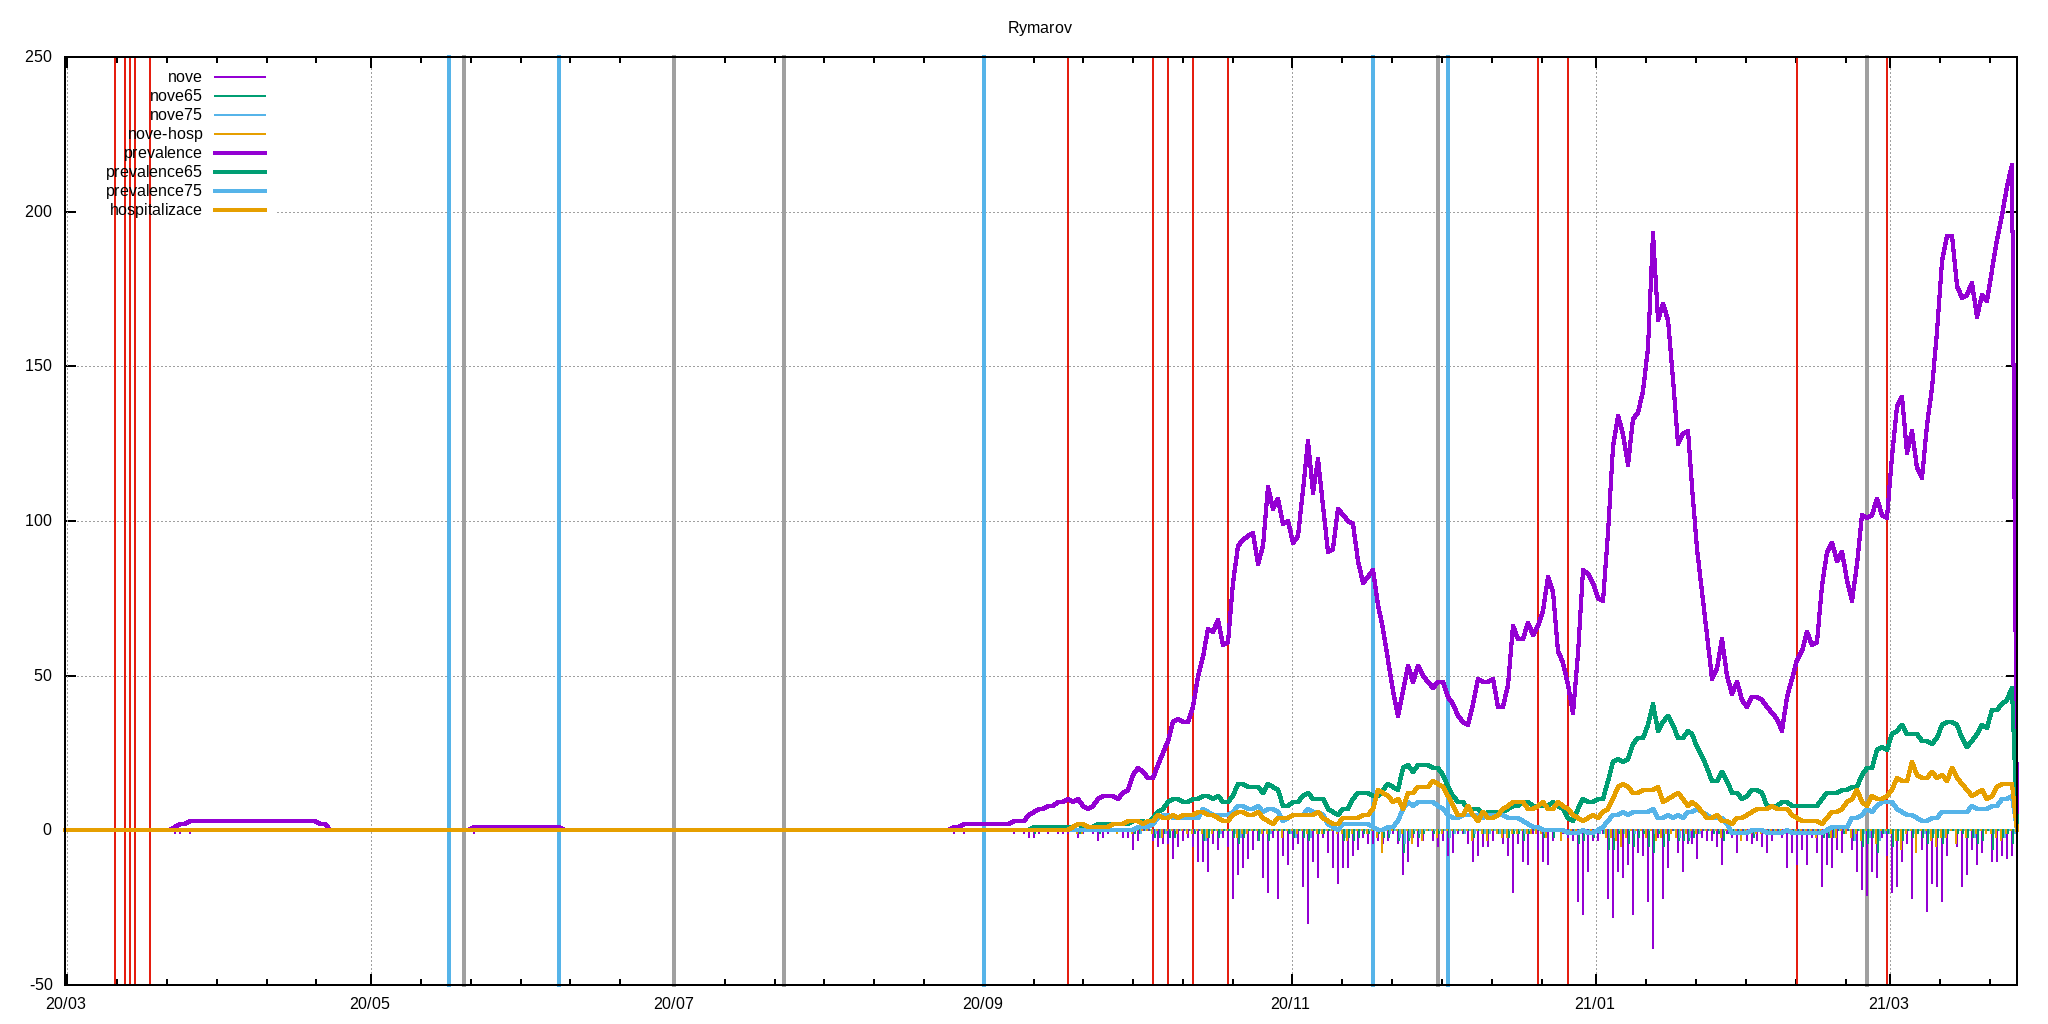 Rymarov
250
nove
nove65
nove75
nove-hosp
prevalence
prevalence65
prevalence75
hospitalizace
200
150
100
50
0
-50
20/03 20/05 20/07 20/09 20/11 21/01 21/03